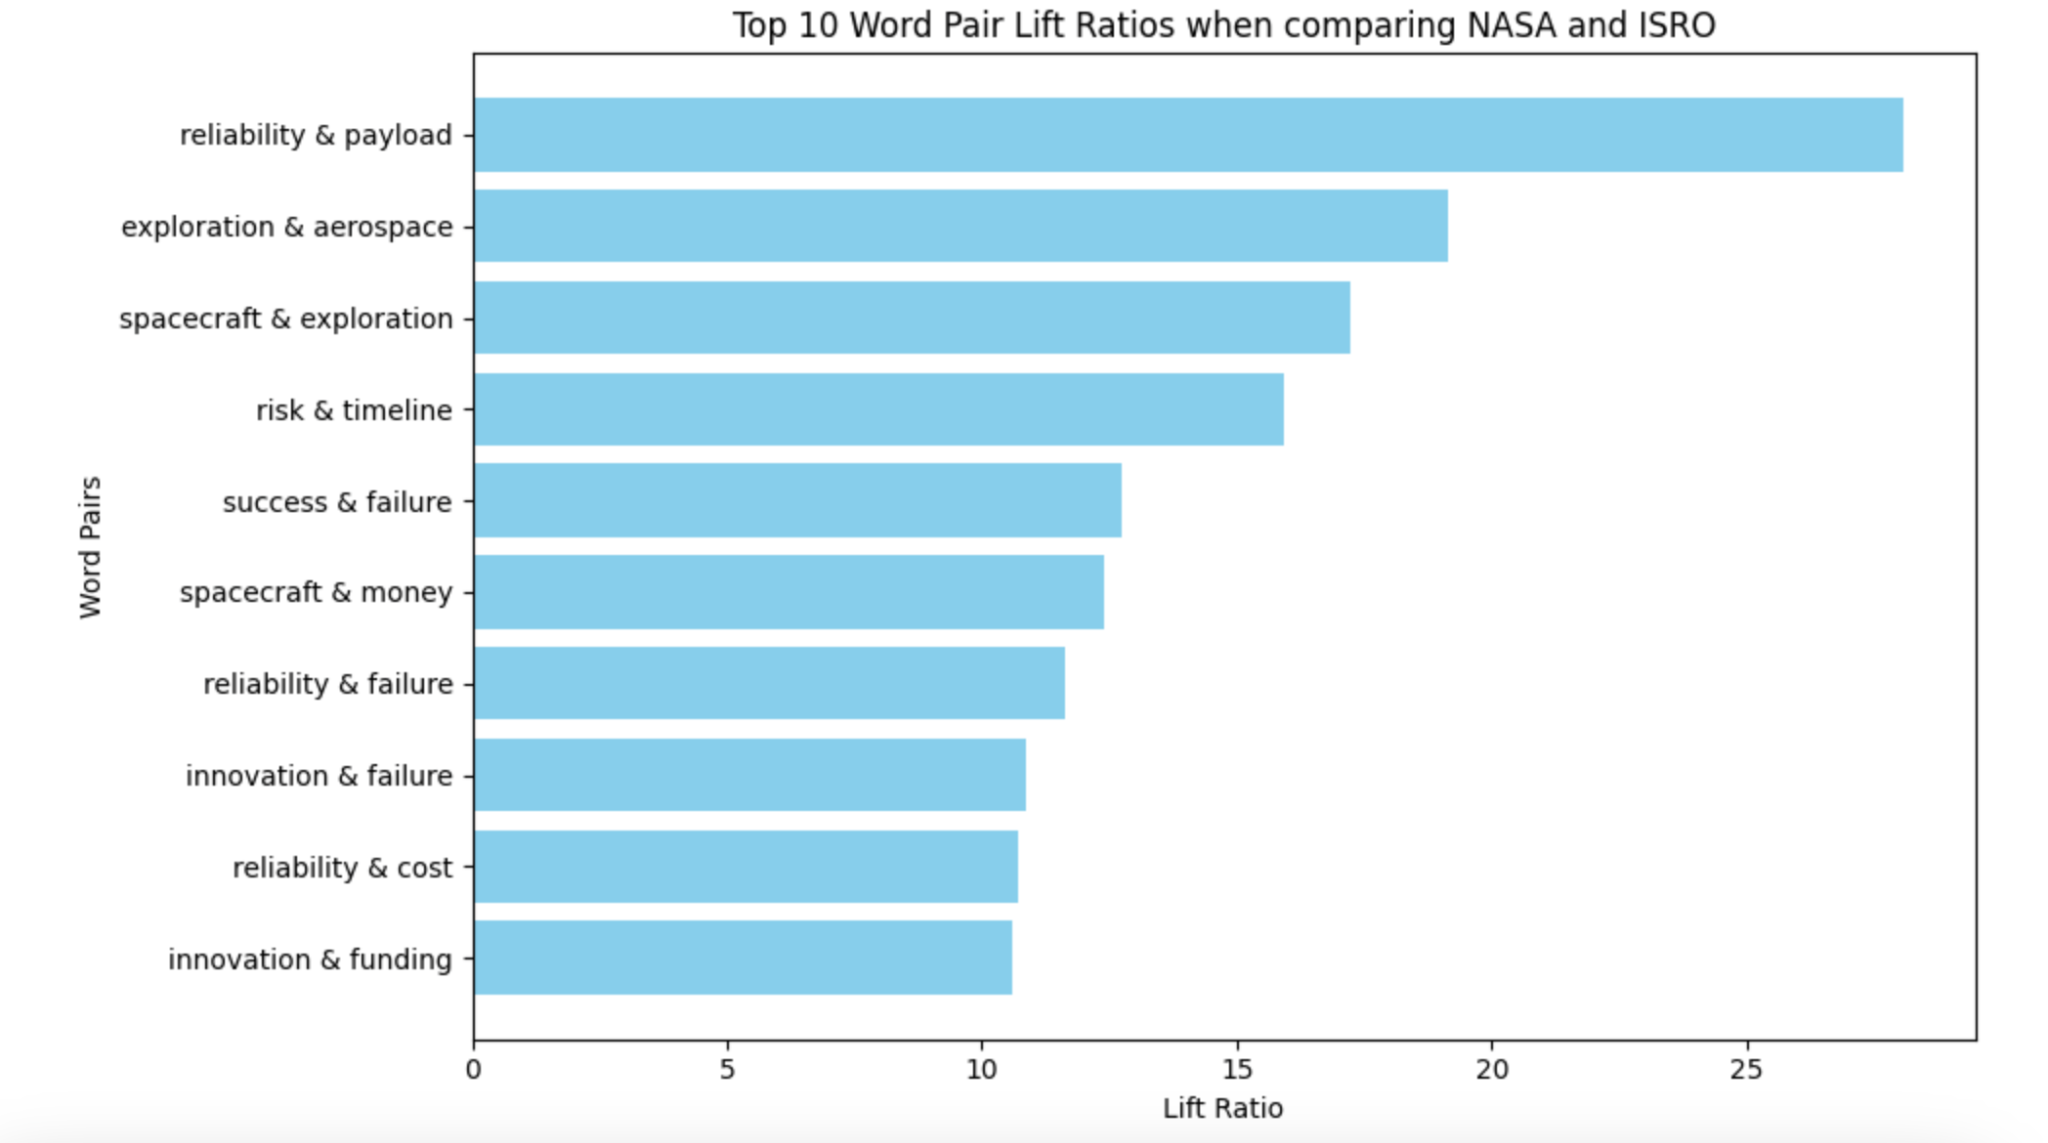 Top 10 Word Pair Lift Ratios when comparing NASA and ISRO
reliability & payload
exploration & aerospace
spacecraft & exploration
risk & timeline
success & failure
spacecraft & money
reliability & failure
innovation & failure
reliability & cost
innovation & funding
Word Pairs
0 5 10 15 20 25
Lift Ratio